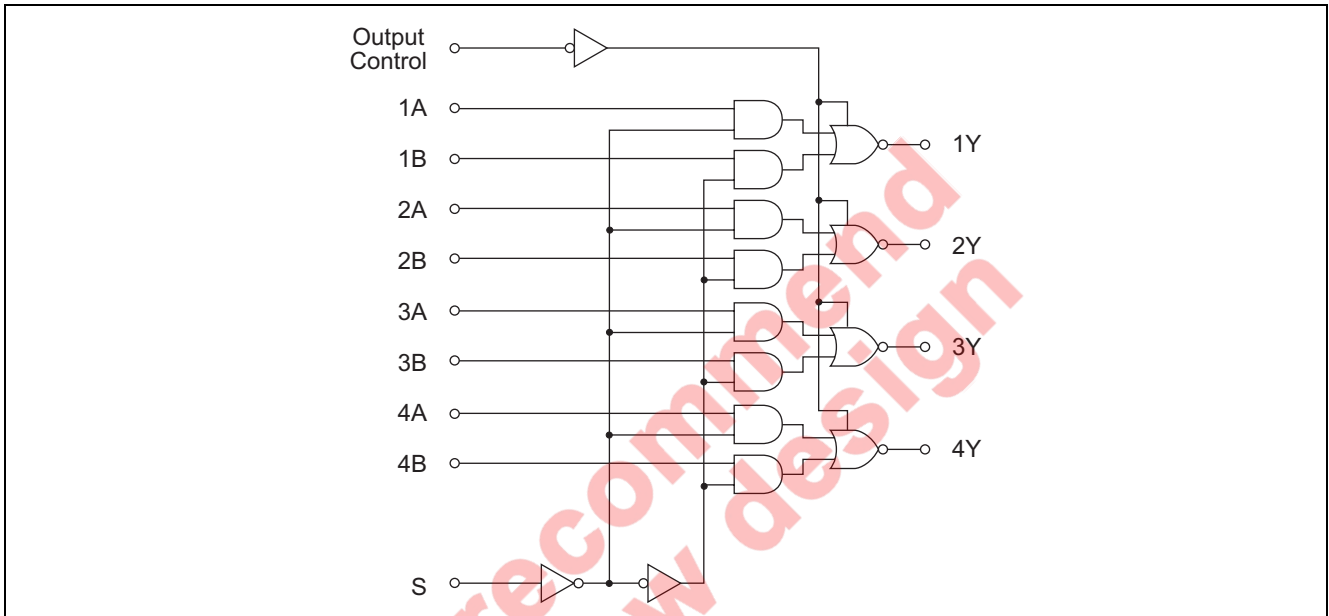 Output
Control
1A
1B
2A
2B
3A
3B
4A
4B
S
1Y
2Y
3Y
4Y
recommend
design